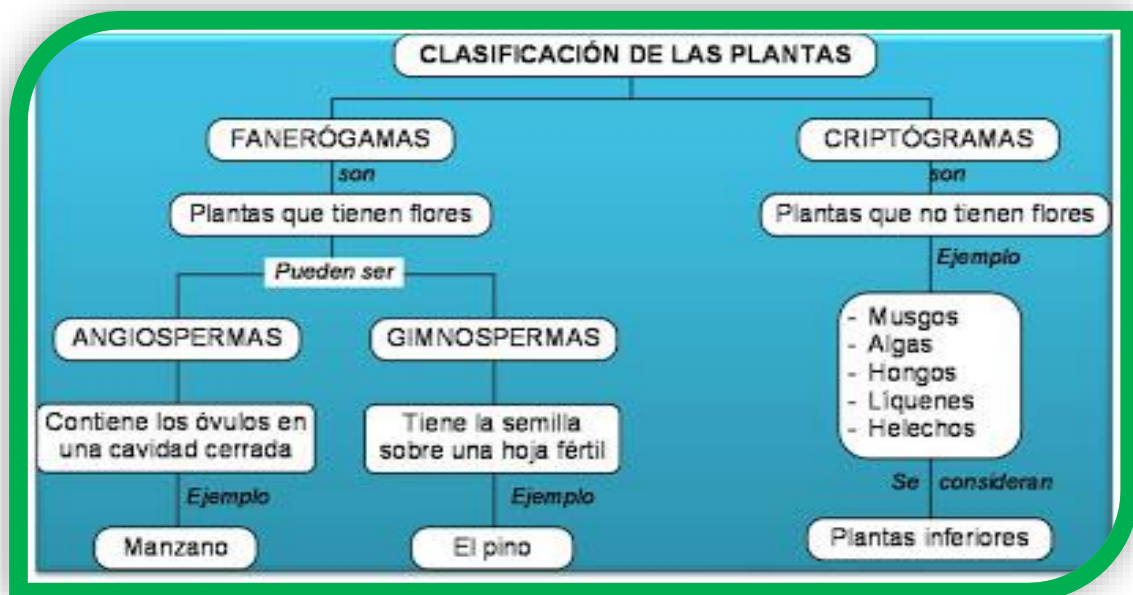 CLASIFICACIÓN DE LAS PLANTAS
FANERÓGAMAS
son
Plantas que tienen flores
Pueden ser
ANGIOSPERMAS
Contiene los óvulos en
una cavidad cerrada
Ejemplo
Manzano
GIMNOSPERMAS
Tiene la semilla
sobre una hoja fértil
Ejemplo
El pino
CRIPTÓGRAMAS
son
Plantas que no tienen flores
Ejemplo
- Musgos
- Algas
- Hongos
- Líquenes
- Helechos
Se consideran
Plantas inferiores